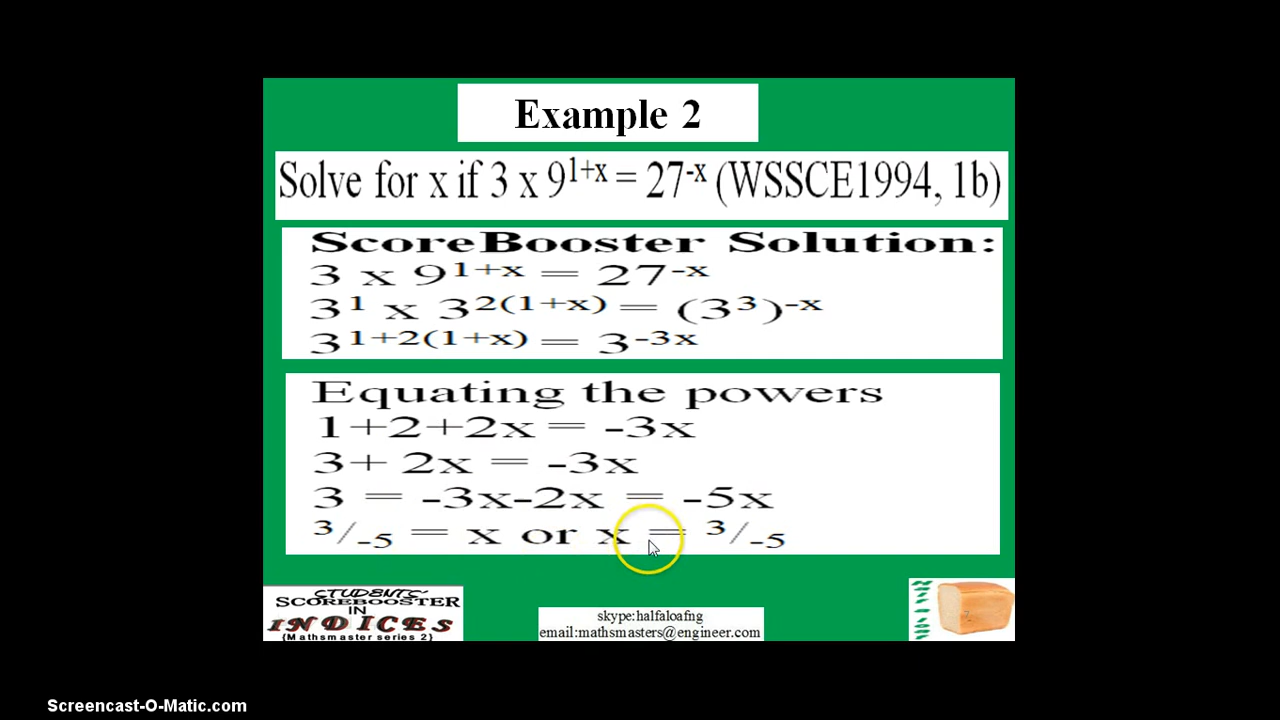 Example 2
Solve for x if 3 x 9^1+x = 27^-x (WSSCE1994, 1b)
ScoreBooster Solution:
3 x 9^1+x = 27^-x
3^1 x 3^2(1+x) = (3^3)^-x
3^1+2(1+x) = 3^-3x
Equating the powers
1+2+2x = -3x
3+ 2x = -3x
3 = -3x-2x = -5x
3/-5 = x or x = 3/-5
STUDENTS
SCOREBOOSTER
IN
INDICES
{Mathsmaster series 2}
skype:halfaloafng
email:mathsmasters@engineer.com
Screencast-O-Matic.com